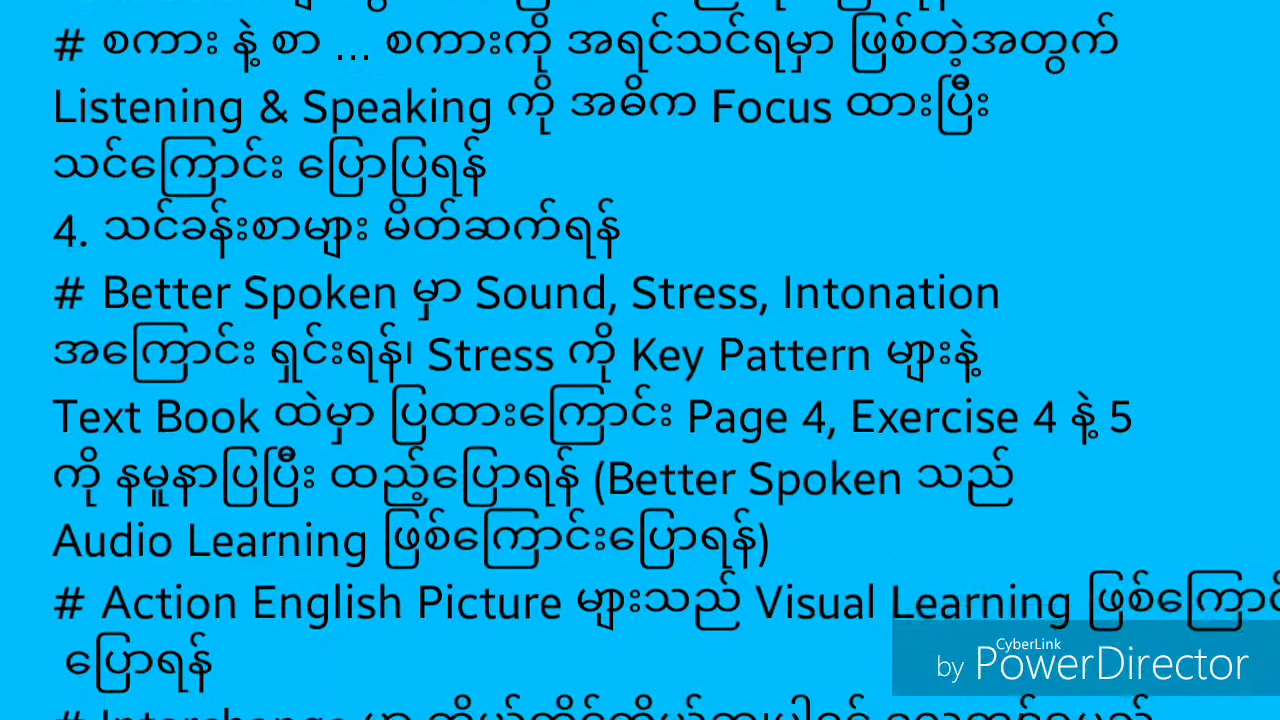 # စကား နဲ့ စာ ... စကားကို အရင်သင်ရမှာ ဖြစ်တဲ့အတွက်
Listening & Speaking ကို အဓိက Focus ထားပြီး
သင်ကြောင်း ပြောပြရန်
4. သင်ခန်းစာများ မိတ်ဆက်ရန်
# Better Spoken မှာ Sound, Stress, Intonation
အကြောင်း ရှင်းရန်၊ Stress ကို Key Pattern များနဲ့
Text Book ထဲမှာ ပြထားကြောင်း Page 4, Exercise 4 နဲ့ 5
ကို နမူနာပြပြီး ထည့်ပြောရန် (Better Spoken သည်
Audio Learning ဖြစ်ကြောင်းပြောရန်)
# Action English Picture များသည် Visual Learning
ပြောရန်
CyberLink
by PowerDirector